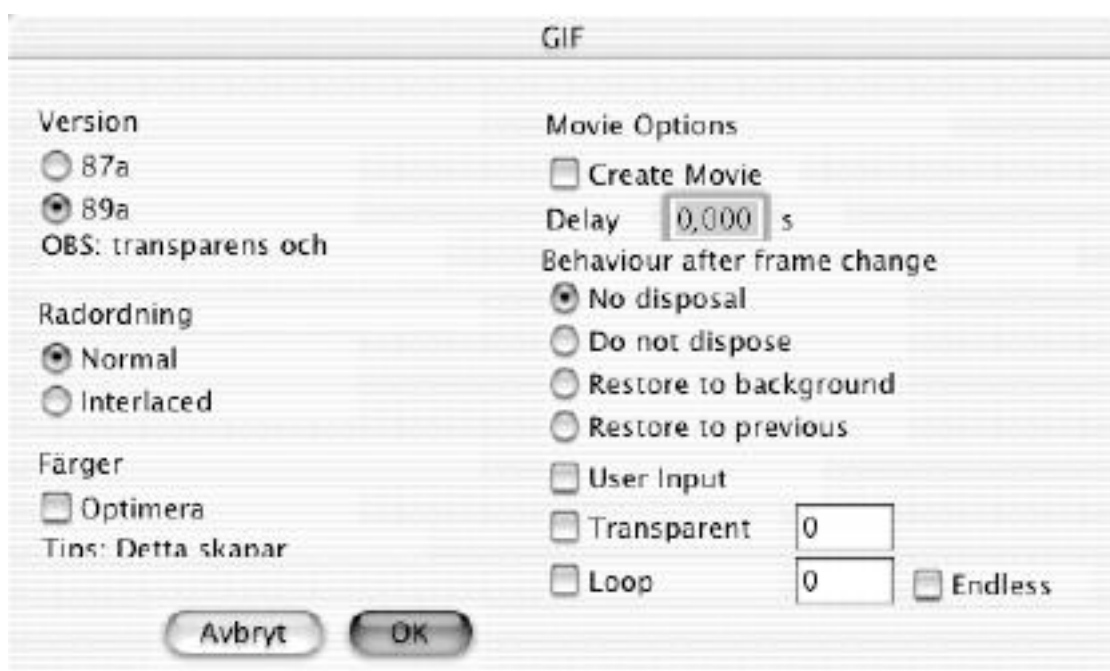 GIF
Version
87a
89a
OBS: transparens och
Radordning
Normal
Interlaced
Färger
Optimera
Tips: Detta skapar
Avbryt
OK
Movie Options
Create Movie
Delay 0,000 s
Behaviour after frame change
No disposal
Do not dispose
Restore to background
Restore to previous
User Input
Transparent 0
Loop 0 Endless